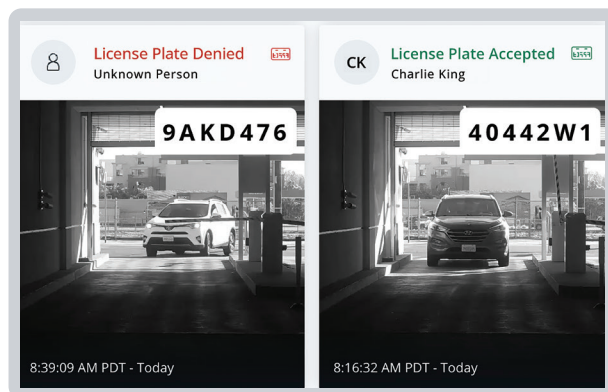 License Plate Denied
Unknown Person
9AKD476
8:39:09 AM PDT - Today
CK
License Plate Accepted
Charlie King
40442W1
8:16:32 AM PDT - Today